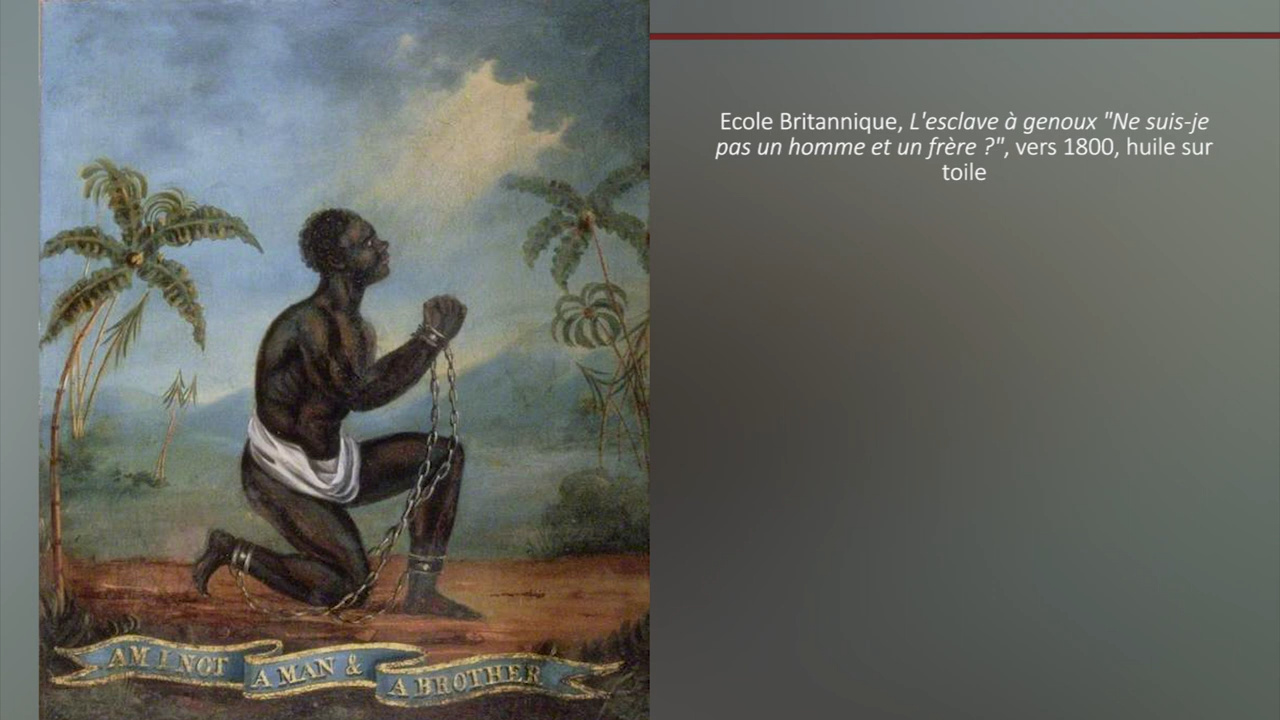 Ecole Britannique, L'esclave à genoux "Ne suis-je
pas un homme et un frère ?", vers 1800, huile sur
toile
AM I NOT A MAN & A BROTHER